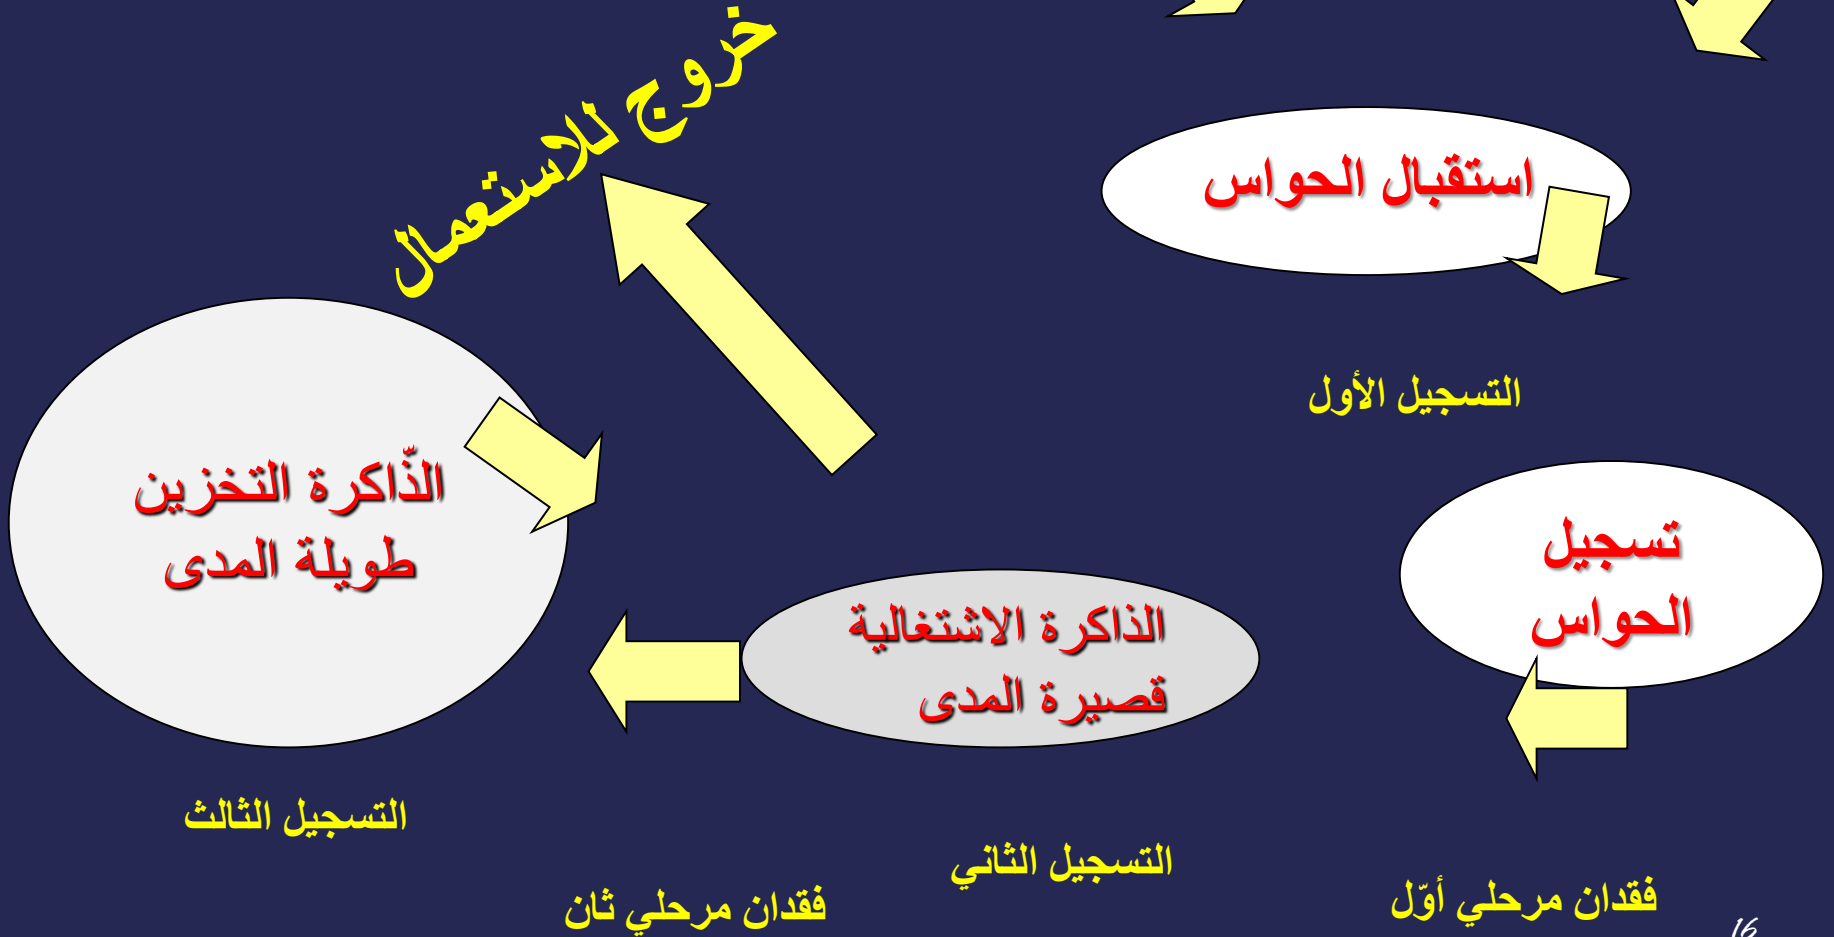 خروج للاستعمال
استقبال الحواس
التسجيل الأول
تسجيل
الحواس
الذّاكرة التخزين
طويلة المدى
الذاكرة الاشتغالية
قصيرة المدى
التسجيل الثالث
التسجيل الثاني
فقدان مرحلي أوّل
فقدان مرحلي ثان
16